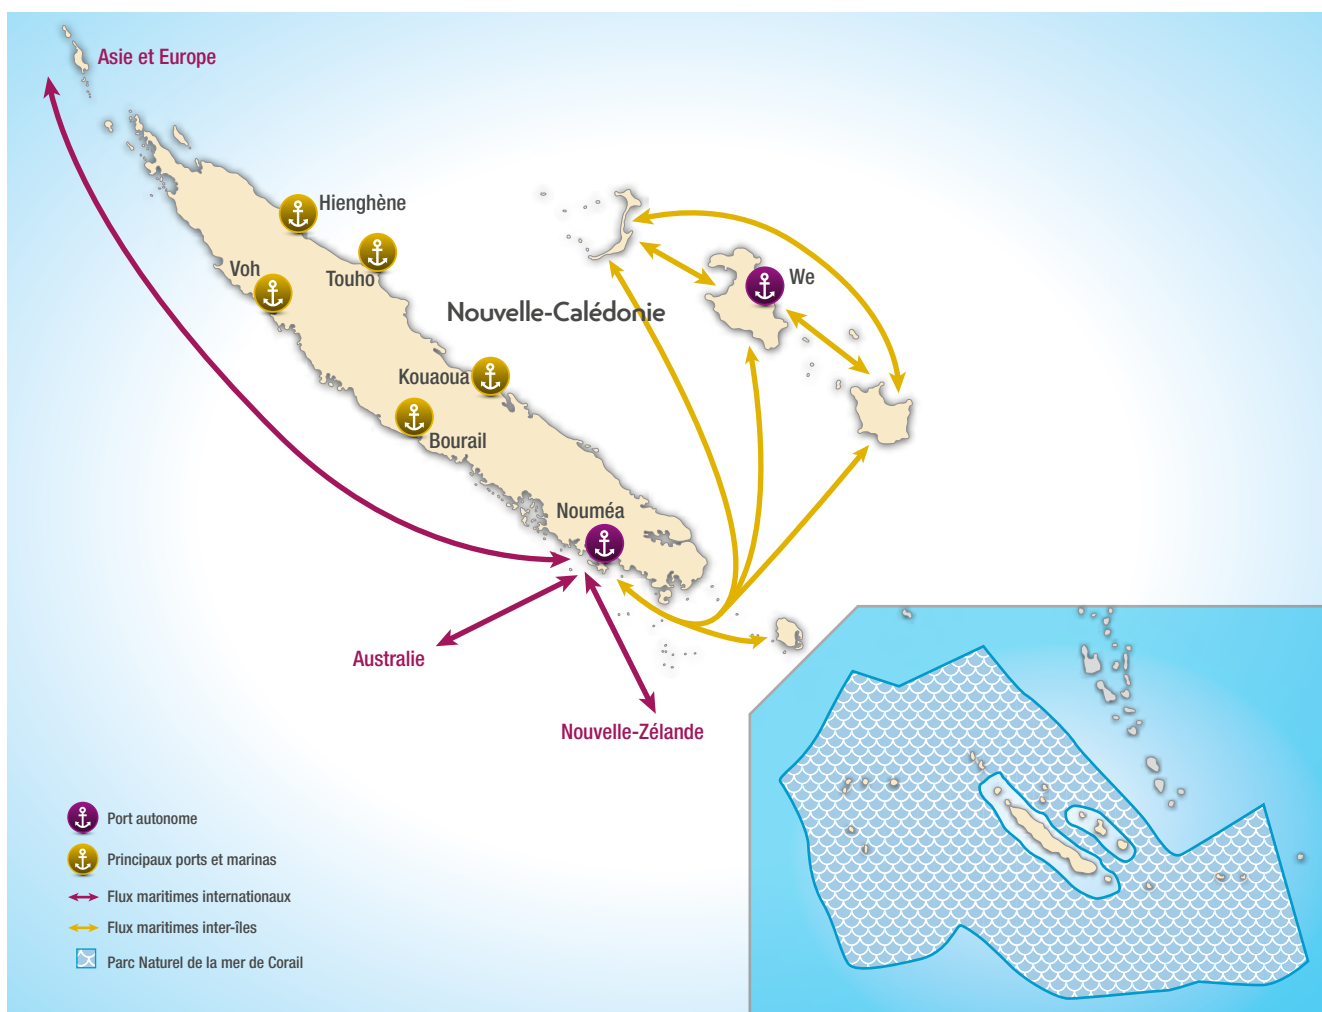 Asie et Europe
Hienghène
Voh
Touho
We
Nouvelle-Calédonie
Kouaoua
Bourail
Nouméa
Australie
Nouvelle-Zélande
Port autonome
Principaux ports et marinas
Flux maritimes internationaux
Flux maritimes inter-îles
Parc Naturel de la mer de Corail